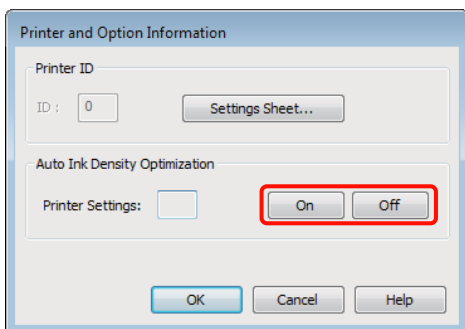 Printer and Option Information
Printer ID
ID : 0 Settings Sheet...
Auto Ink Density Optimization
Printer Settings: On Off
OK Cancel Help